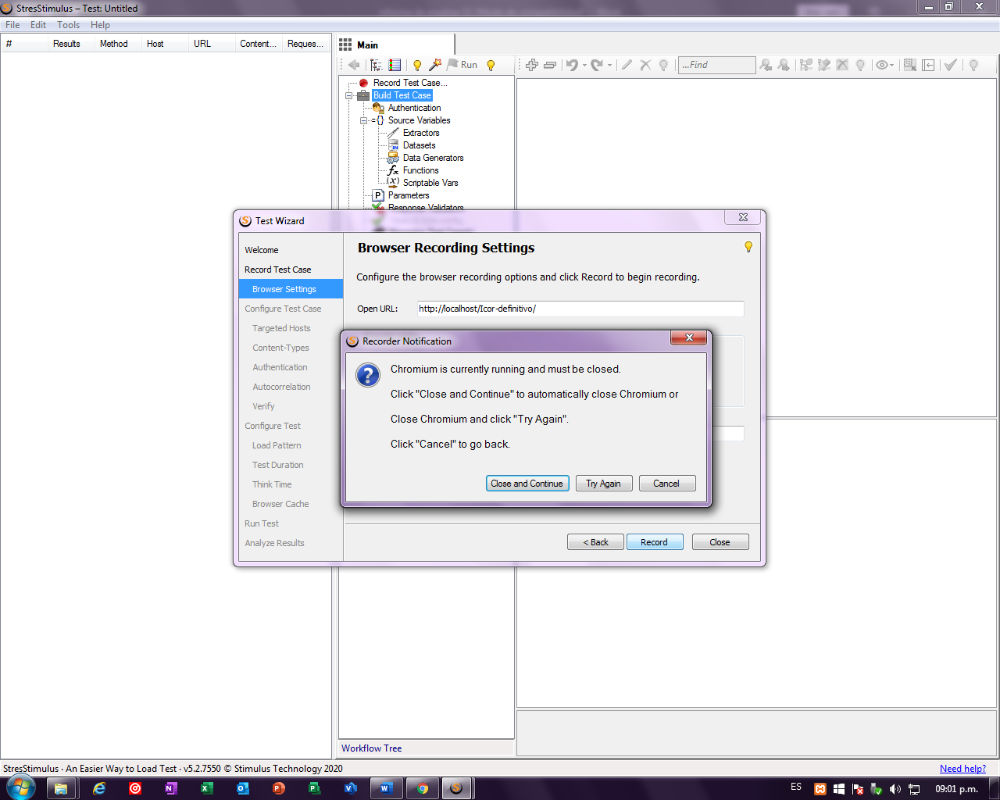 StresStimulus – Test: Untitled
File Edit Tools Help
# Results Method Host URL Content... Reques...
Main
Run
...Find
Record Test Case...
Build Test Case
Authentication
Source Variables
Extractors
Datasets
Data Generators
Functions
Scriptable Vars
Parameters
Response Validators
Test Wizard
Welcome
Record Test Case
Browser Settings
Configure Test Case
Targeted Hosts
Content-Types
Authentication
Autocorrelation
Verify
Configure Test
Load Pattern
Test Duration
Think Time
Browser Cache
Run Test
Analyze Results
Browser Recording Settings
Configure the browser recording options and click Record to begin recording.
Open URL: http://localhost/Icor-definitivo/
Recorder Notification
Chromium is currently running and must be closed.
Click "Close and Continue" to automatically close Chromium or
Close Chromium and click "Try Again".
Click "Cancel" to go back.
Close and Continue Try Again Cancel
< Back Record Close
Workflow Tree
StresStimulus · An Easier Way to Load Test · v5.2.7550 © Stimulus Technology 2020
Need help?
ES
09:01 p.m.